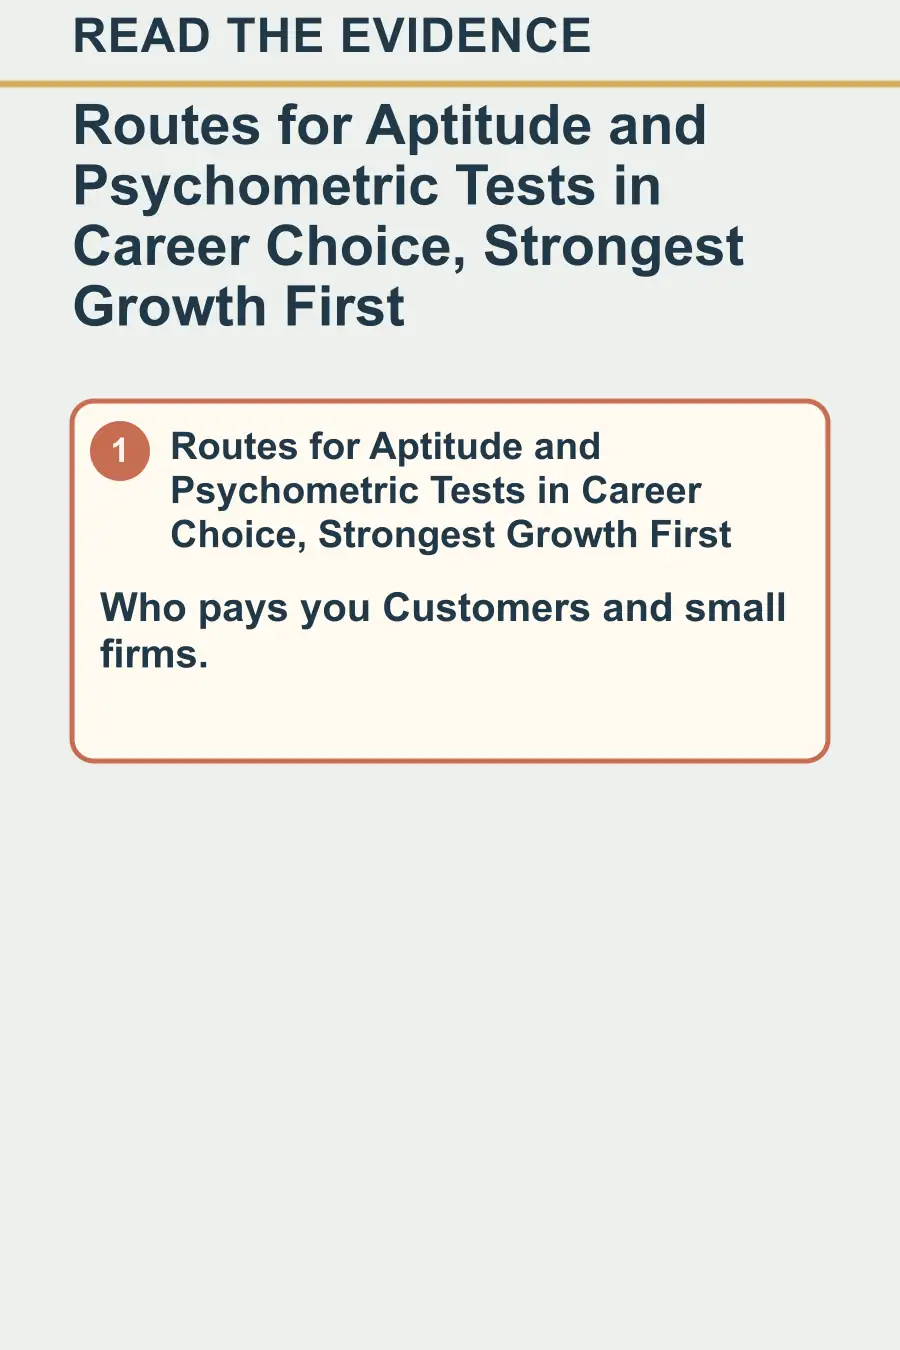 READ THE EVIDENCE
Routes for Aptitude and
Psychometric Tests in
Career Choice, Strongest
Growth First
1
Routes for Aptitude and
Psychometric Tests in Career
Choice, Strongest Growth First
Who pays you Customers and small
firms.